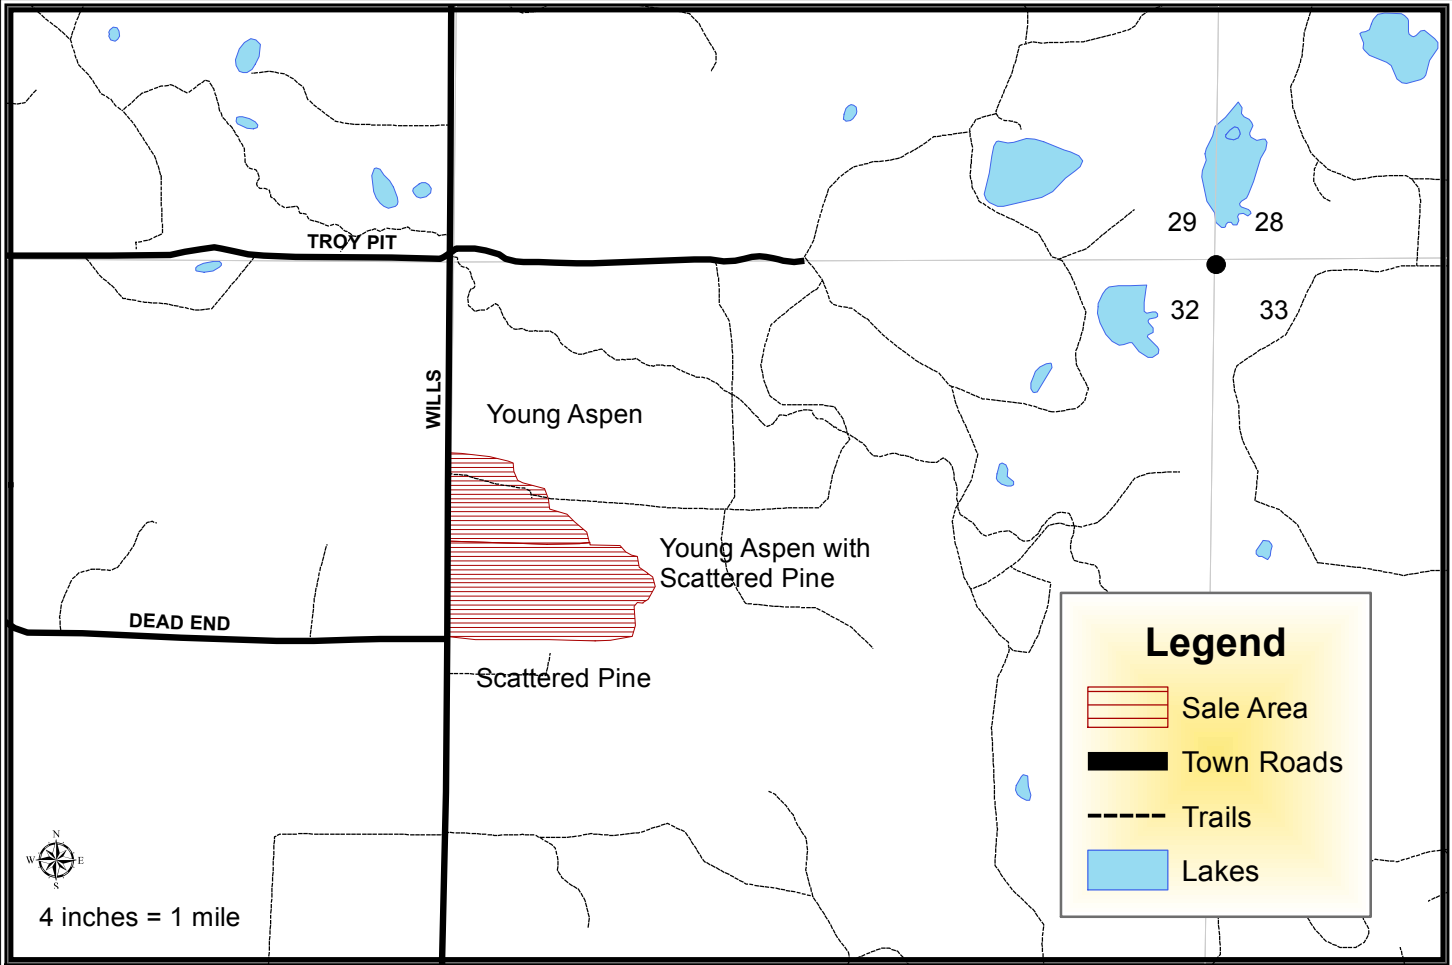 29 28
TROY PIT
32 33
WILLS
Young Aspen
Young Aspen with
Scattered Pine
DEAD END
Scattered Pine
Legend
Sale Area
Town Roads
Trails
Lakes
N
W E
S
4 inches = 1 mile